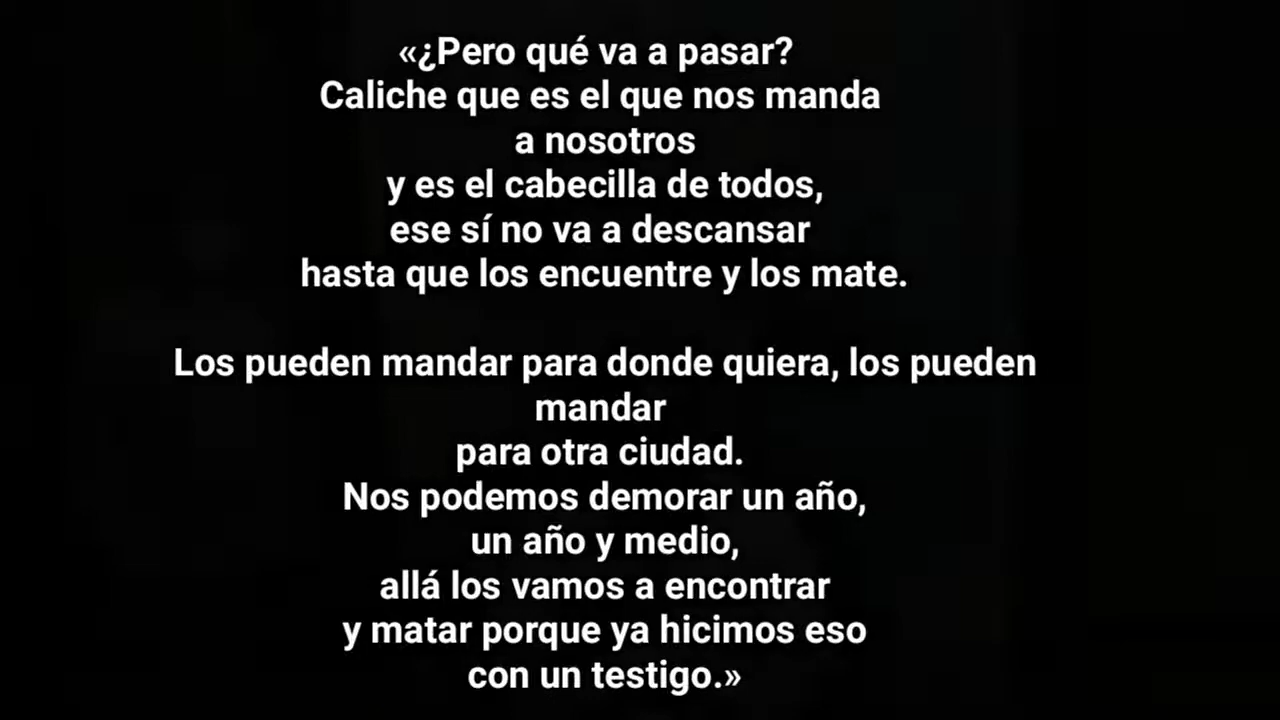 «¿Pero qué va a pasar?
Caliche que es el que nos manda
a nosotros
y es el cabecilla de todos,
ese sí no va a descansar
hasta que los encuentre y los mate.
Los pueden mandar para donde quiera, los pueden
mandar
para otra ciudad.
Nos podemos demorar un año,
un año y medio,
allá los vamos a encontrar
y matar porque ya hicimos eso
con un testigo.»